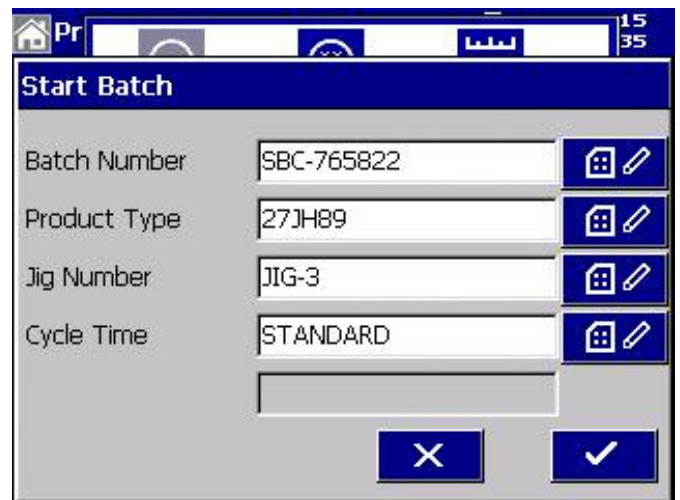 Pr
15
35
Start Batch
Batch Number SBC-765822
Product Type 27JH89
Jig Number JIG-3
Cycle Time STANDARD